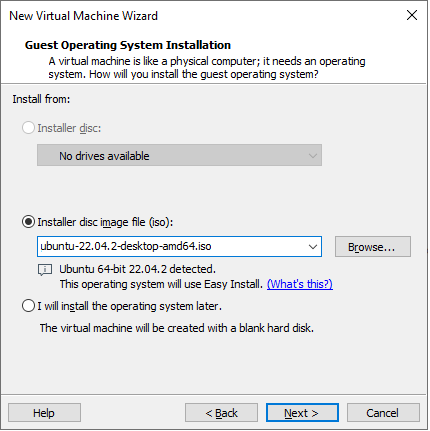 New Virtual Machine Wizard
Guest Operating System Installation
A virtual machine is like a physical computer; it needs an operating
system. How will you install the guest operating system?
Install from:
Installer disc:
No drives available
Installer disc image file (iso):
ubuntu-22.04.2-desktop-amd64.iso
Browse...
Ubuntu 64-bit 22.04.2 detected.
This operating system will use Easy Install. (What's this?)
I will install the operating system later.
The virtual machine will be created with a blank hard disk.
Help
< Back
Next >
Cancel